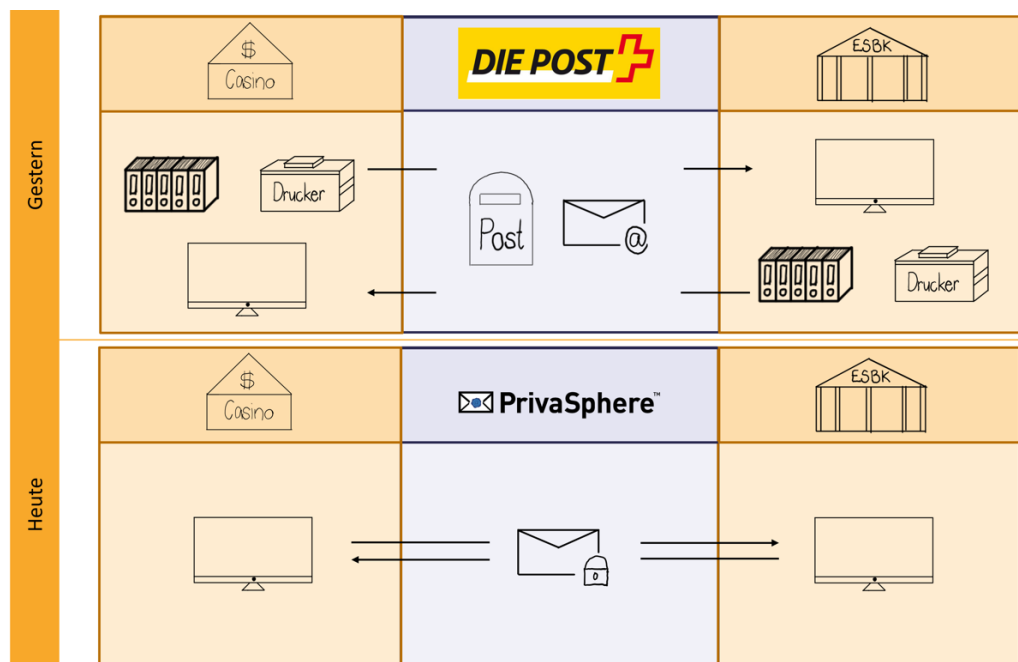 Gestern
$
Casino
DIE POST
ESBK
Drucker
Post
@
Drucker
Heute
$
Casino
PrivaSphere™
ESBK